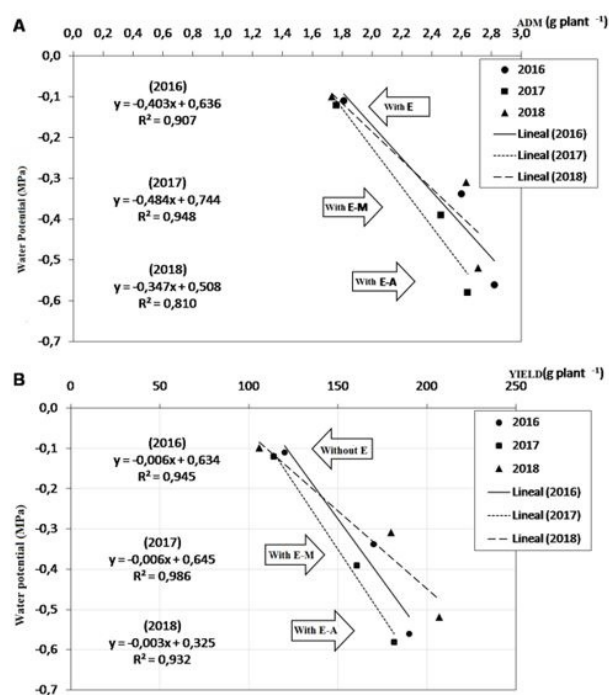 A
ADM (g plant ⁻¹)
0,0 0,2 0,4 0,6 0,8 1,0 1,2 1,4 1,6 1,8 2,0 2,2 2,4 2,6 2,8 3,0
0,0
-0,1
-0,2
-0,3
-0,4
-0,5
-0,6
-0,7
Water Potential (MPa)
(2016)
y = -0,403x + 0,636
R² = 0,907
(2017)
y = -0,484x + 0,744
R² = 0,948
(2018)
y = -0,347x + 0,508
R² = 0,810
With E
With E-M
With E-A
2016
2017
2018
Lineal (2016)
Lineal (2017)
Lineal (2018)
B
YIELD(g plant ⁻¹)
0 50 100 150 200 250
0,0
-0,1
-0,2
-0,3
-0,4
-0,5
-0,6
-0,7
Water potential (MPa)
(2016)
y = -0,006x + 0,634
R² = 0,945
(2017)
y = -0,006x + 0,645
R² = 0,986
(2018)
y = -0,003x + 0,325
R² = 0,932
Without E
With E-M
With E-A
2016
2017
2018
Lineal (2016)
Lineal (2017)
Lineal (2018)